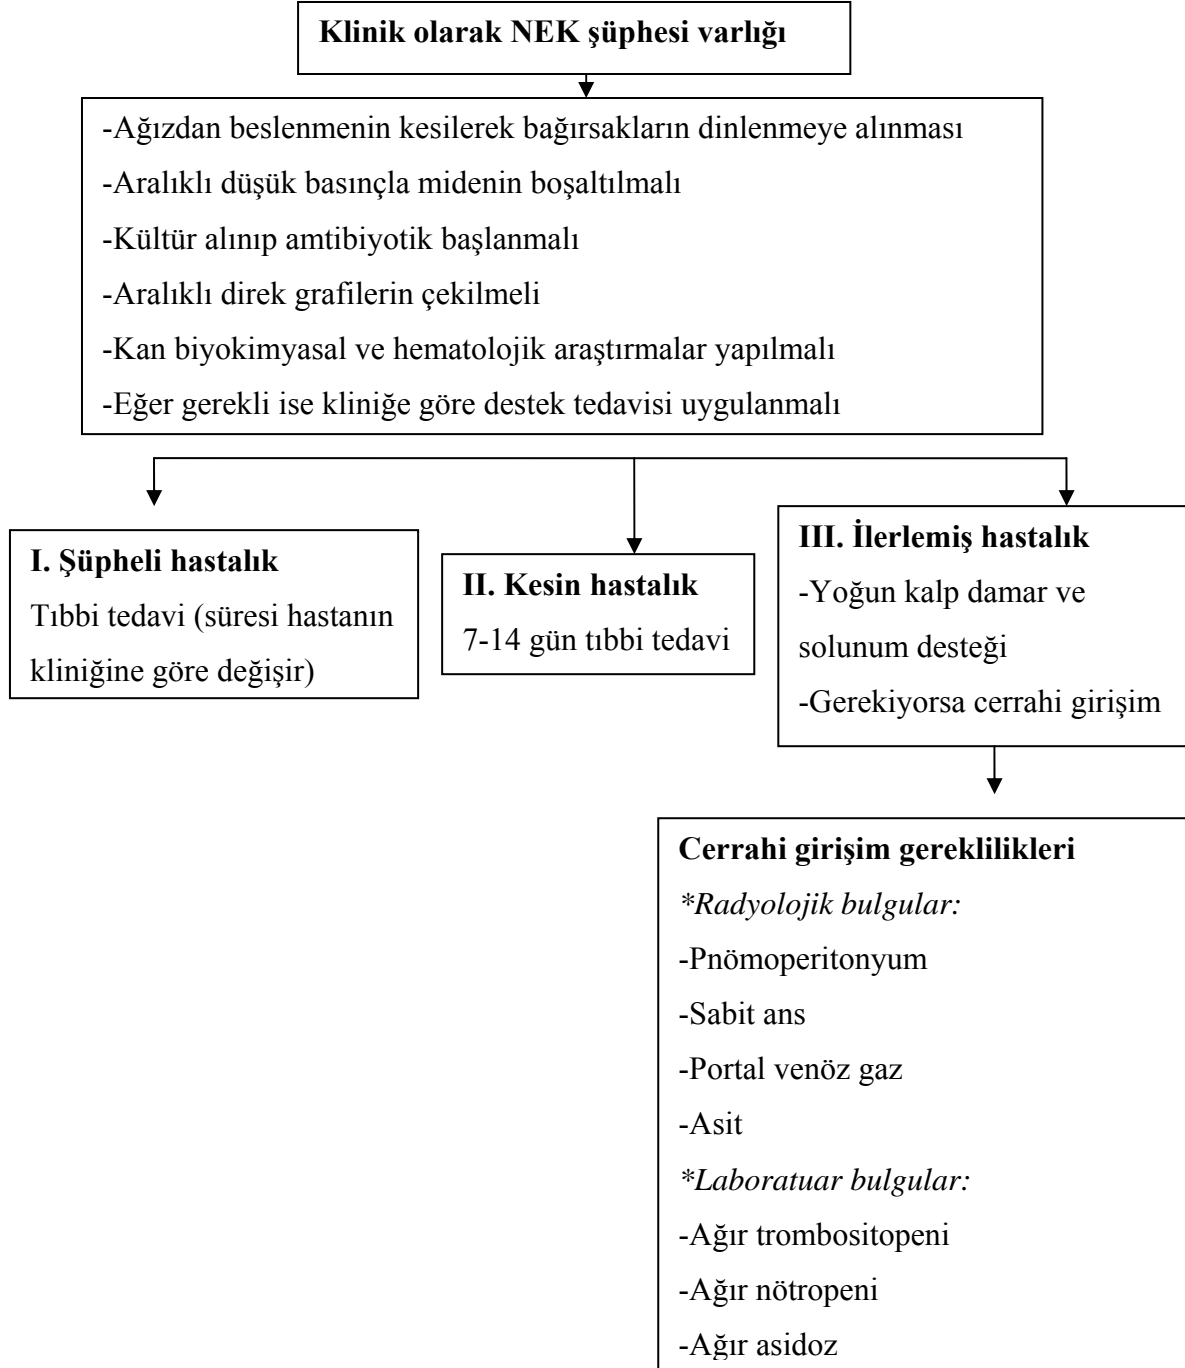 Klinik olarak NEK şüphesi varlığı
-Ağızdan beslenmenin kesilerek bağırsakların dinlenmeye alınması
-Aralıklı düşük basınçla midenin boşaltılmalı
-Kültür alınıp amtibiyotik başlanmalı
-Aralıklı direk grafilerin çekilmeli
-Kan biyokimyasal ve hematolojik araştırmalar yapılmalı
-Eğer gerekli ise kliniğe göre destek tedavisi uygulanmalı
I. Şüpheli hastalık
Tıbbi tedavi (süresi hastanın
kliniğine göre değişir)
II. Kesin hastalık
7-14 gün tıbbi tedavi
III. İlerlemiş hastalık
-Yoğun kalp damar ve
solunum desteği
-Gerekiyorsa cerrahi girişim
Cerrahi girişim gereklilikleri
*Radyolojik bulgular:
-Pnömoperitonyum
-Sabit ans
-Portal venöz gaz
-Asit
*Laboratuar bulgular:
-Ağır trombositopeni
-Ağır nötropeni
-Ağır asidoz